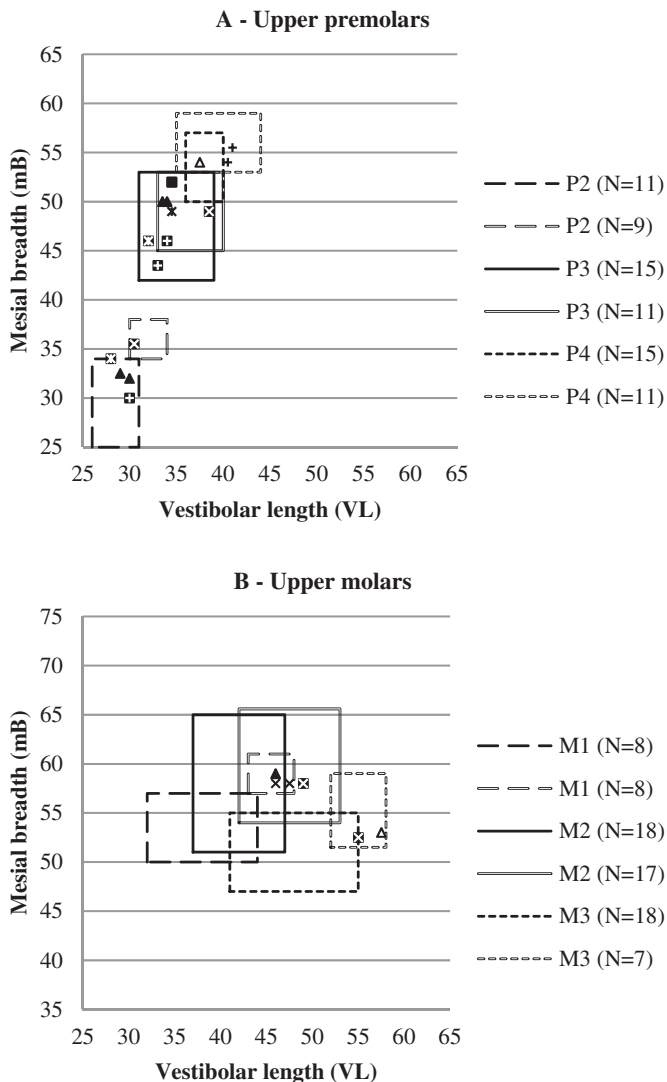 A - Upper premolars
Mesial breadth (mB)
65
60
55
50
45
40
35
30
25
25 30 35 40 45 50 55 60 65
Vestibolar length (VL)
P2 (N=11)
P2 (N=9)
P3 (N=15)
P3 (N=11)
P4 (N=15)
P4 (N=11)
B - Upper molars
Mesial breadth (mB)
75
70
65
60
55
50
45
40
35
25 30 35 40 45 50 55 60 65
Vestibolar length (VL)
M1 (N=8)
M1 (N=8)
M2 (N=18)
M2 (N=17)
M3 (N=18)
M3 (N=7)